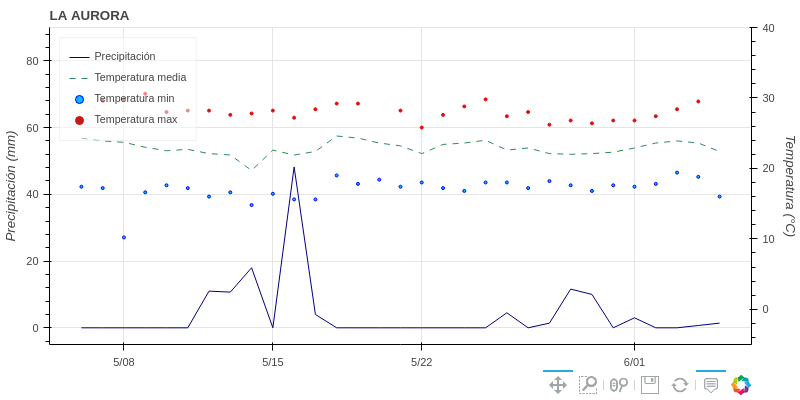 LA AURORA
Precipitación
Temperatura media
Temperatura min
Temperatura max
Precipitación (mm)
80
60
40
20
0
Temperatura (°C)
40
30
20
10
0
5/08 5/15 5/22 6/01